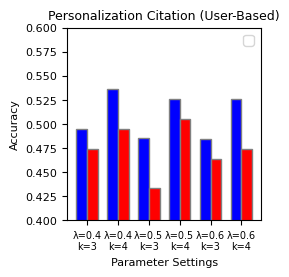 Personalization Citation (User-Based)
0.600
0.575
0.550
0.525
0.500
0.475
0.450
0.425
0.400
Accuracy
λ=0.4 λ=0.4 λ=0.5 λ=0.5 λ=0.6 λ=0.6
k=3 k=4 k=3 k=4 k=3 k=4
Parameter Settings